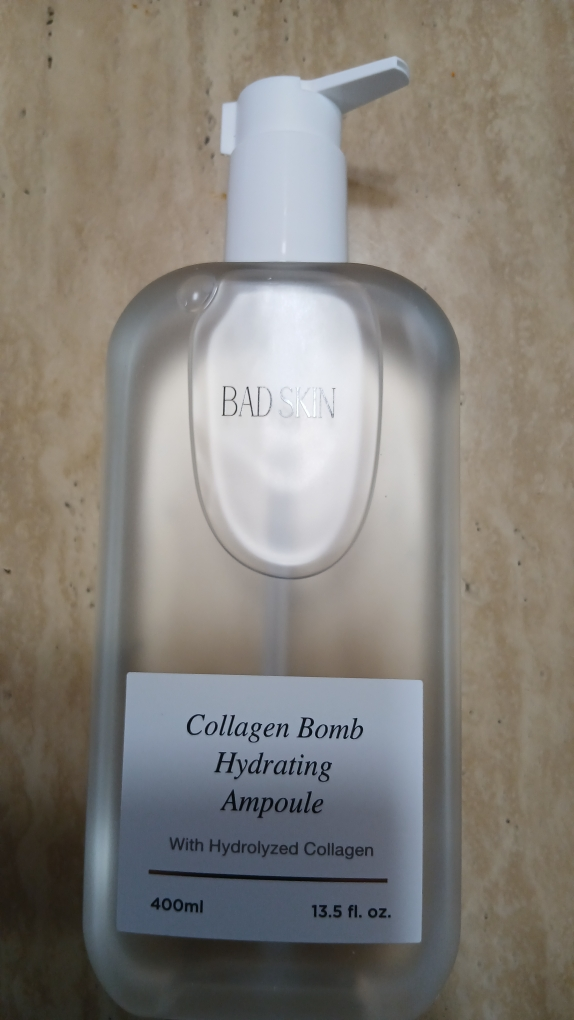 BAD SKIN
Collagen Bomb
Hydrating
Ampoule
With Hydrolyzed Collagen
400ml 13.5 fl. oz.